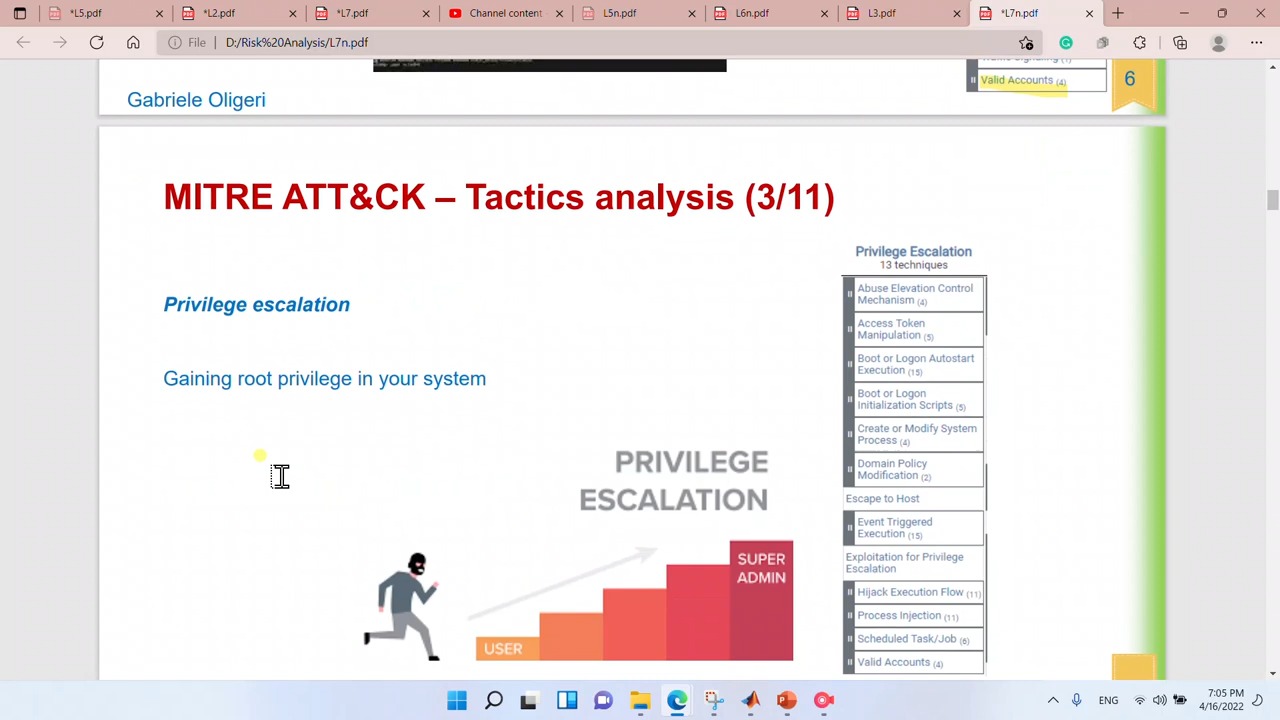 *L5.pdf
*L2.pdf
*L7n.pdf
Channel content
L5n.pdf
L6n.pdf
L3.pdf
*L7n.pdf
File
D:/Risk%20Analysis/L7n.pdf
Valid Accounts (4)
6
Gabriele Oligeri
MITRE ATT&CK – Tactics analysis (3/11)
Privilege escalation
Gaining root privilege in your system
PRIVILEGE
ESCALATION
USER
SUPER
ADMIN
Privilege Escalation
13 techniques
Abuse Elevation Control
Mechanism (4)
Access Token
Manipulation (5)
Boot or Logon Autostart
Execution (15)
Boot or Logon
Initialization Scripts (5)
Create or Modify System
Process (4)
Domain Policy
Modification (2)
Escape to Host
Event Triggered
Execution (15)
Exploitation for Privilege
Escalation
Hijack Execution Flow (11)
Process Injection (11)
Scheduled Task/Job (6)
Valid Accounts (4)
ENG
7:05 PM
4/16/2022